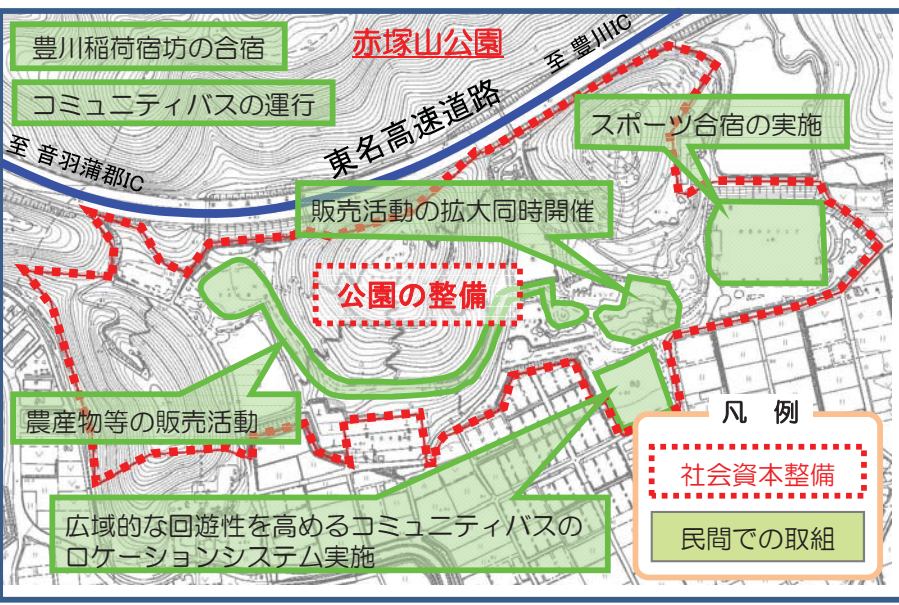 豊川稲荷宿坊の合宿
赤塚山公園
至 豊川IC
コミュニティバスの運行
東名高速道路
スポーツ合宿の実施
至 音羽蒲郡IC
販売活動の拡大同時開催
公園の整備
農産物等の販売活動
凡 例
社会資本整備
広域的な回遊性を高めるコミュニティバスの
ロケーションシステム実施
民間での取組